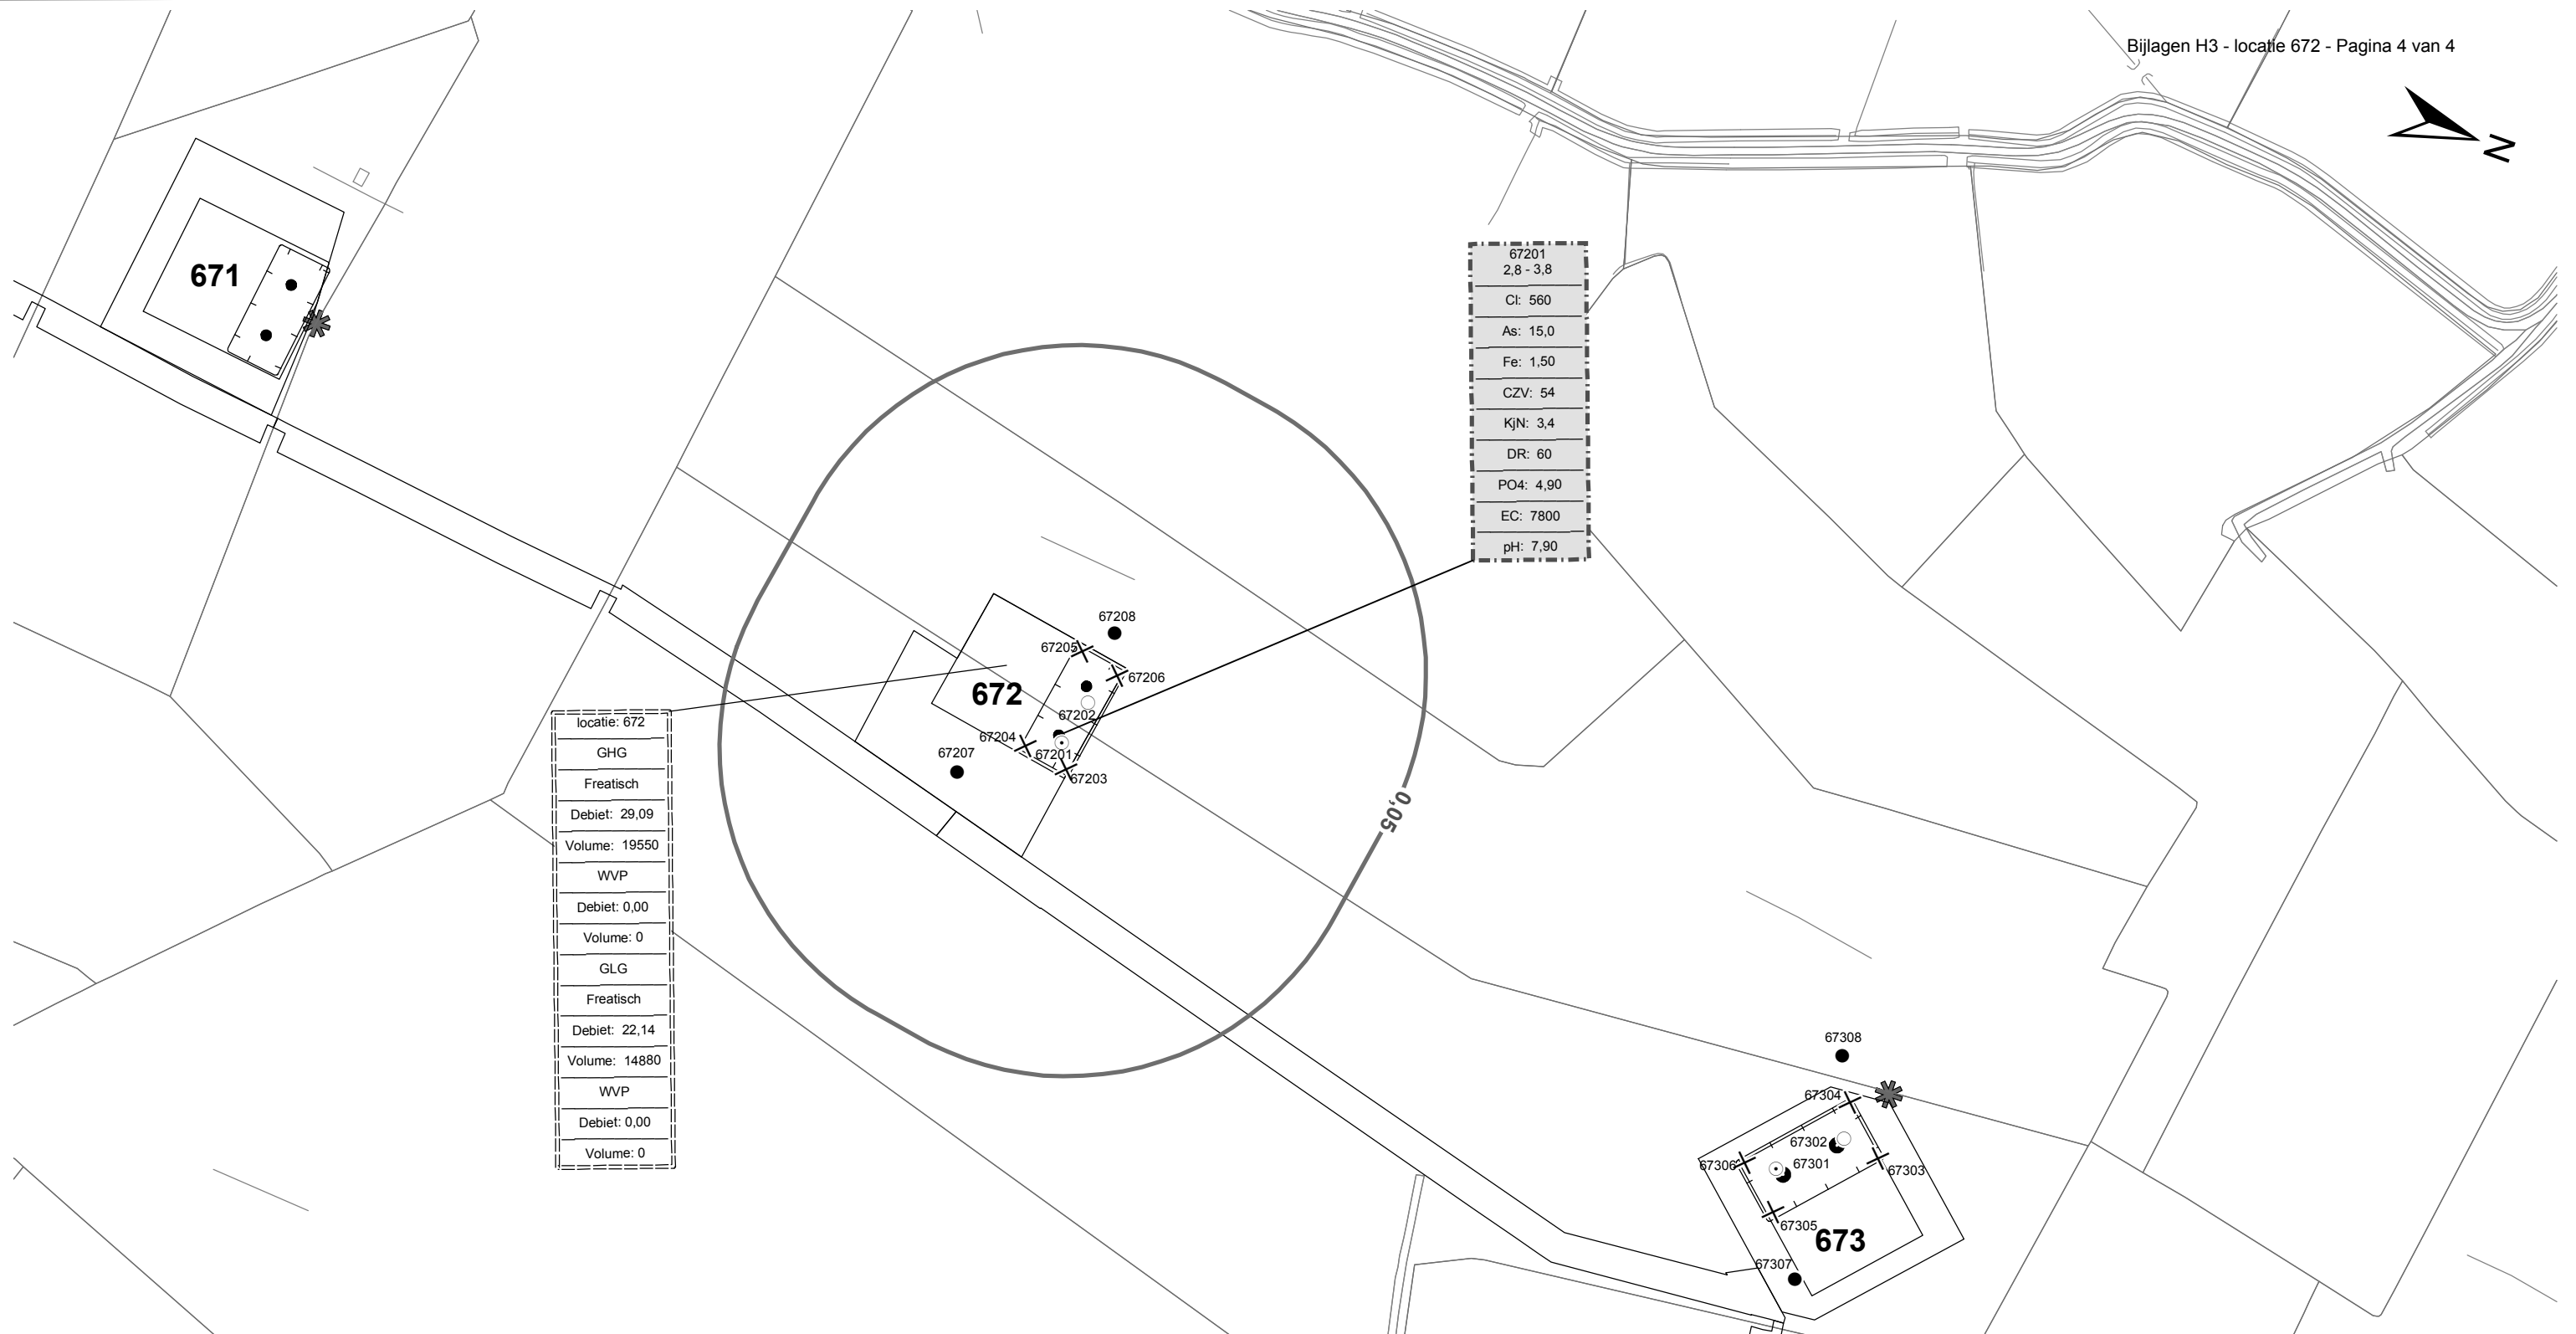 Bijlagen H3 - locatie 672 - Pagina 4 van 4
N
671
67201
2,8 - 3,8
Cl: 560
As: 15,0
Fe: 1,50
CZV: 54
KjN: 3,4
DR: 60
PO4: 4,90
EC: 7800
pH: 7,90
67208
67205
67206
672
67202
67204
67201
67207
67203
0,05
locatie: 672
GHG
Freatisch
Debiet: 29,09
Volume: 19550
WVP
Debiet: 0,00
Volume: 0
GLG
Freatisch
Debiet: 22,14
Volume: 14880
WVP
Debiet: 0,00
Volume: 0
67308
67304
67302
67306
67301
67303
67305
673
67307